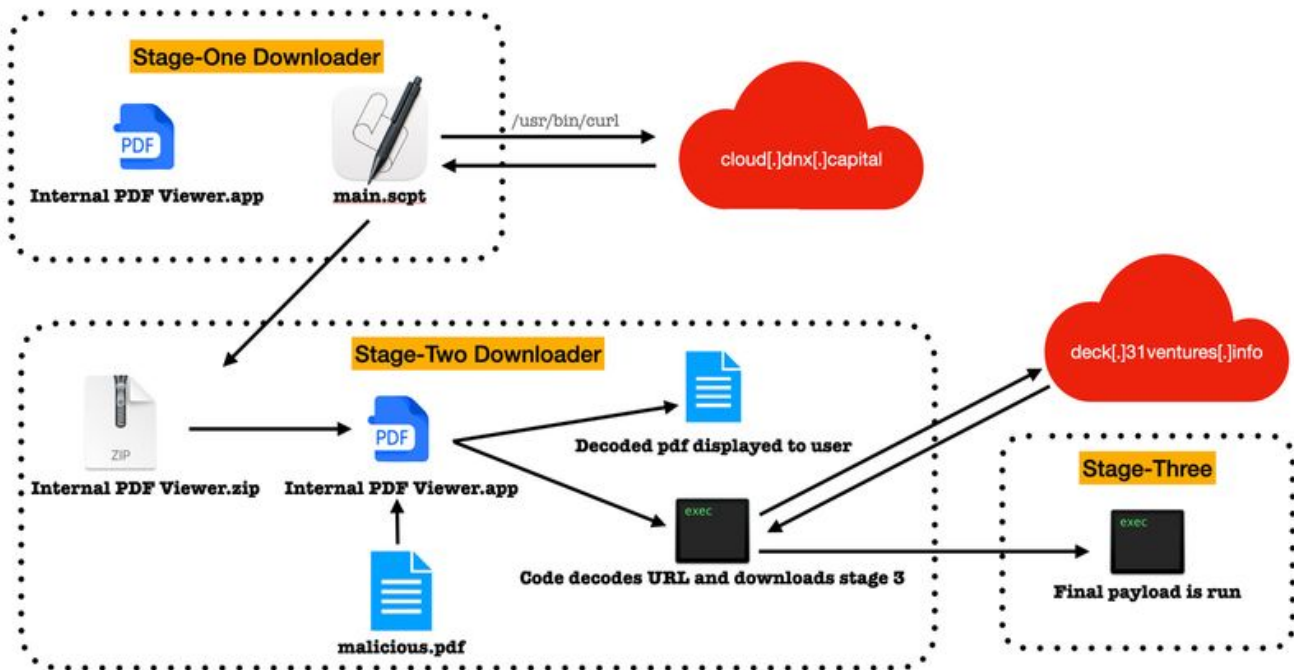 Stage-One Downloader
PDF
Internal PDF Viewer.app
main.scpt
/usr/bin/curl
cloud[.]dnx[.]capital
Stage-Two Downloader
deck[.]31ventures[.]info
ZIP
Internal PDF Viewer.zip
PDF
Internal PDF Viewer.app
Decoded pdf displayed to user
exec
Code decodes URL and downloads stage 3
malicious.pdf
Stage-Three
exec
Final payload is run